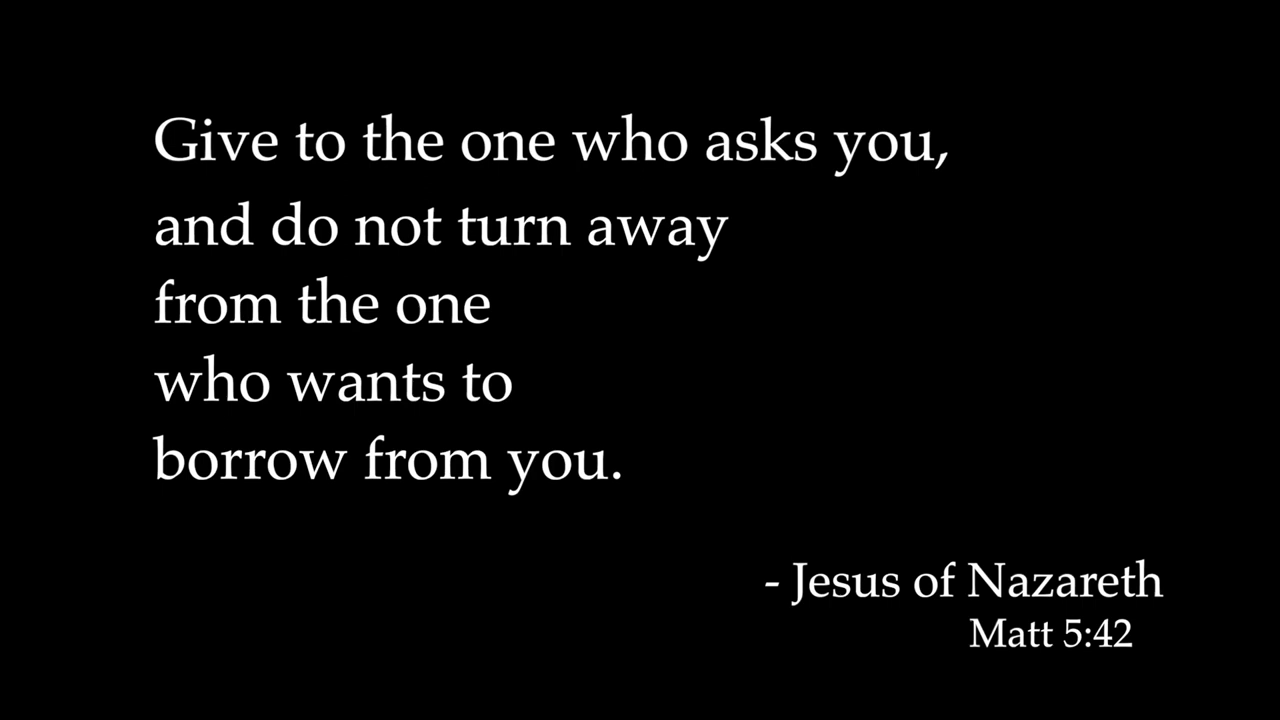 Give to the one who asks you,
and do not turn away
from the one
who wants to
borrow from you.
- Jesus of Nazareth
Matt 5:42